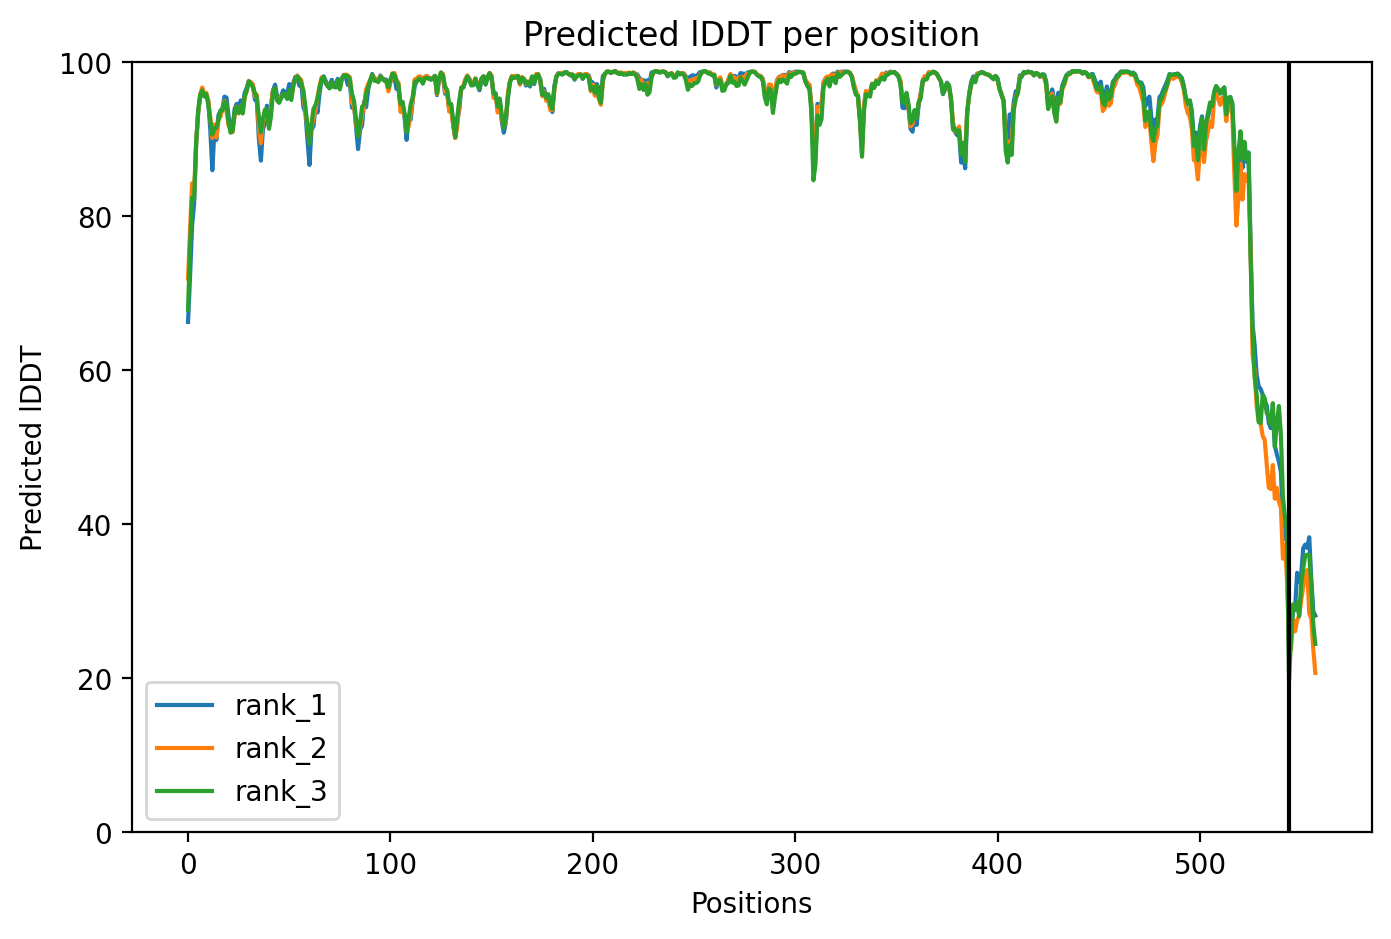 Predicted lDDT per position
Predicted lDDT
100
80
60
40
20
0
rank_1
rank_2
rank_3
0 100 200 300 400 500
Positions